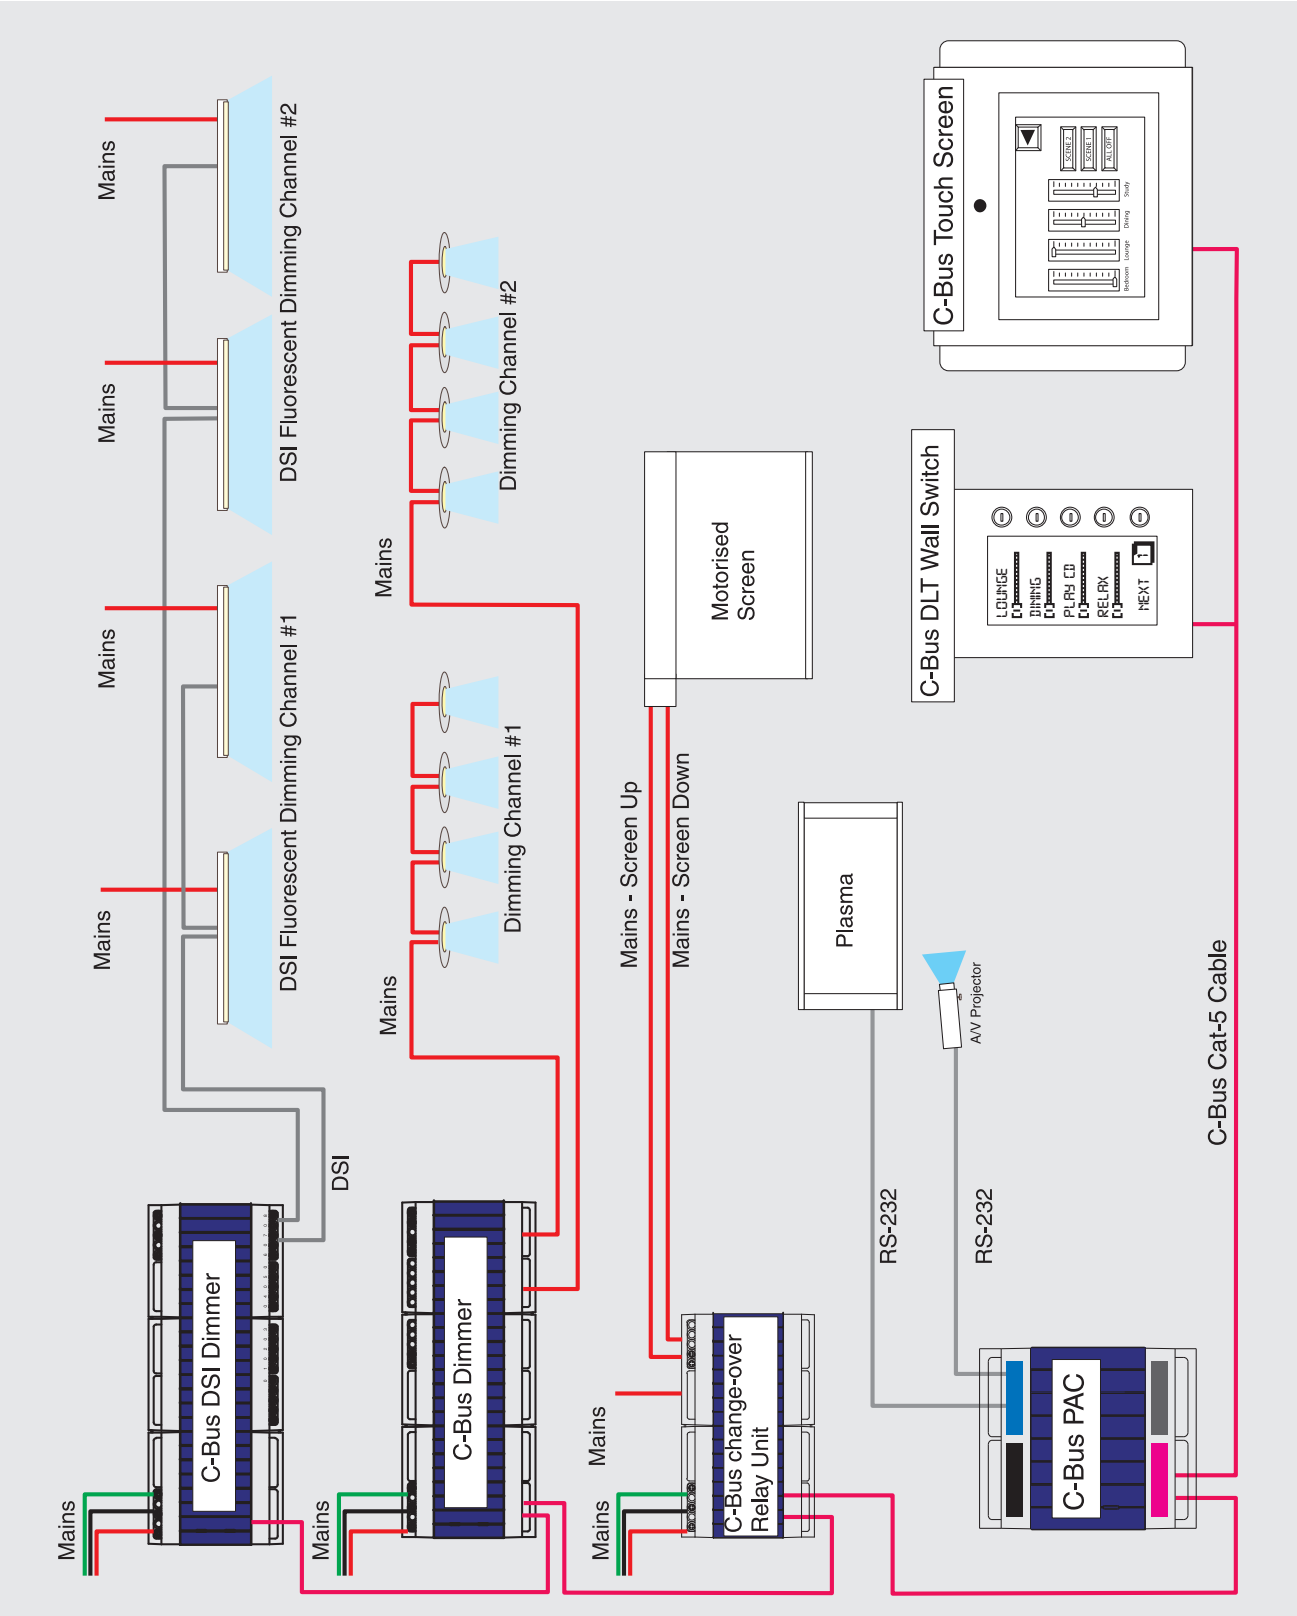 Mains
Mains
Mains
Mains
DSI Fluorescent Dimming Channel #1
DSI Fluorescent Dimming Channel #2
DSI
C-Bus DSI Dimmer
Mains
Mains
Mains
Dimming Channel #1
Dimming Channel #2
C-Bus Dimmer
Mains
Mains - Screen Up
Mains - Screen Down
Motorised
Screen
Mains
Mains
C-Bus change-over
Relay Unit
Plasma
A/V Projector
RS-232
RS-232
C-Bus PAC
C-Bus Cat-5 Cable
C-Bus DLT Wall Switch
LOUNGE
DINING
PLAY CD
RELAX
NEXT
1
C-Bus Touch Screen
SCENE 2
SCENE 1
ALL OFF
Bedroom
Lounge
Dining
Study